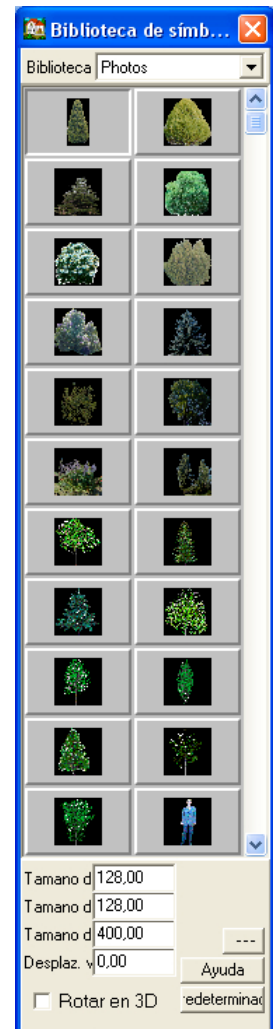 Biblioteca de símb...
Biblioteca Photos
Tamano d 128,00
Tamano d 128,00
Tamano d 400,00
---
Desplaz. v 0,00
Ayuda
Rotar en 3D
redeterminad